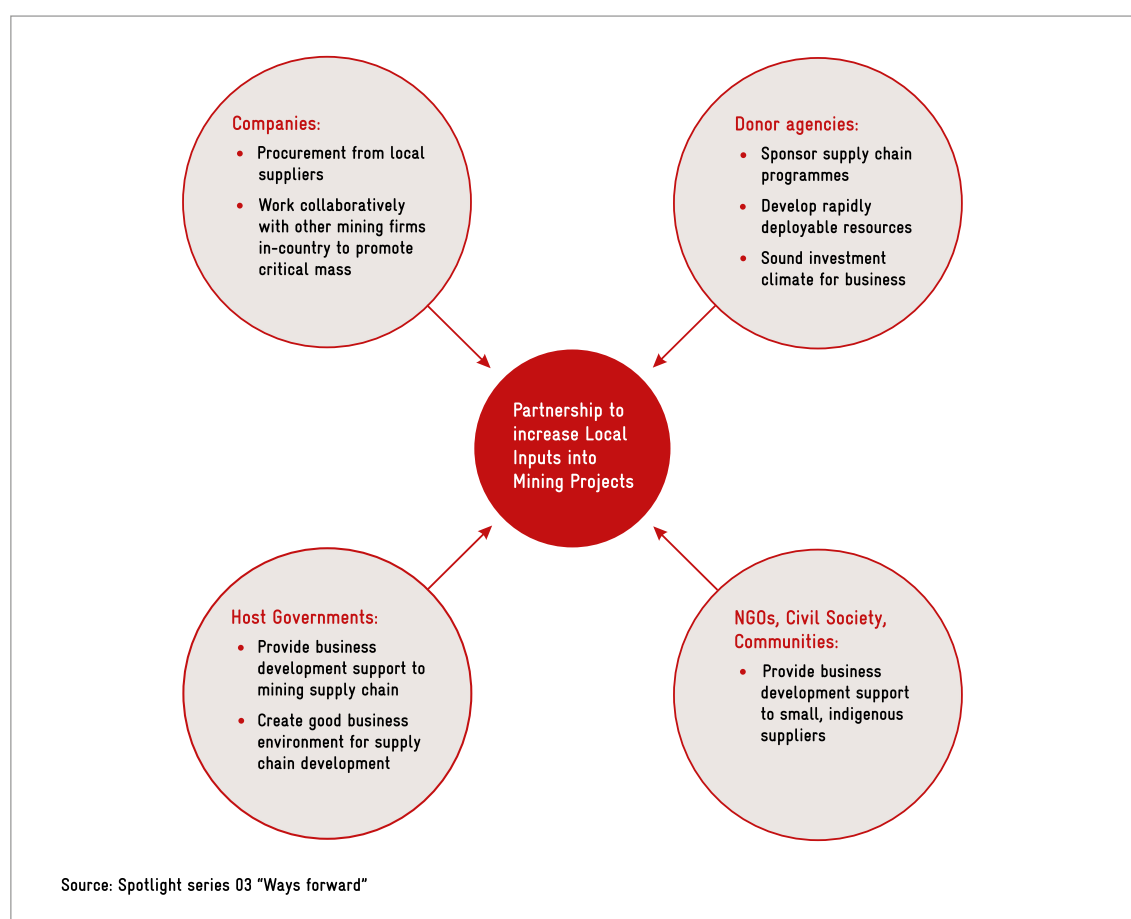 Companies:
• Procurement from local
suppliers
• Work collaboratively
with other mining firms
in-country to promote
critical mass
Donor agencies:
• Sponsor supply chain
programmes
• Develop rapidly
deployable resources
• Sound investment
climate for business
Partnership to
increase Local
Inputs into
Mining Projects
Host Governments:
• Provide business
development support to
mining supply chain
• Create good business
environment for supply
chain development
NGOs, Civil Society,
Communities:
• Provide business
development support
to small, indigenous
suppliers
Source: Spotlight series 03 “Ways forward”